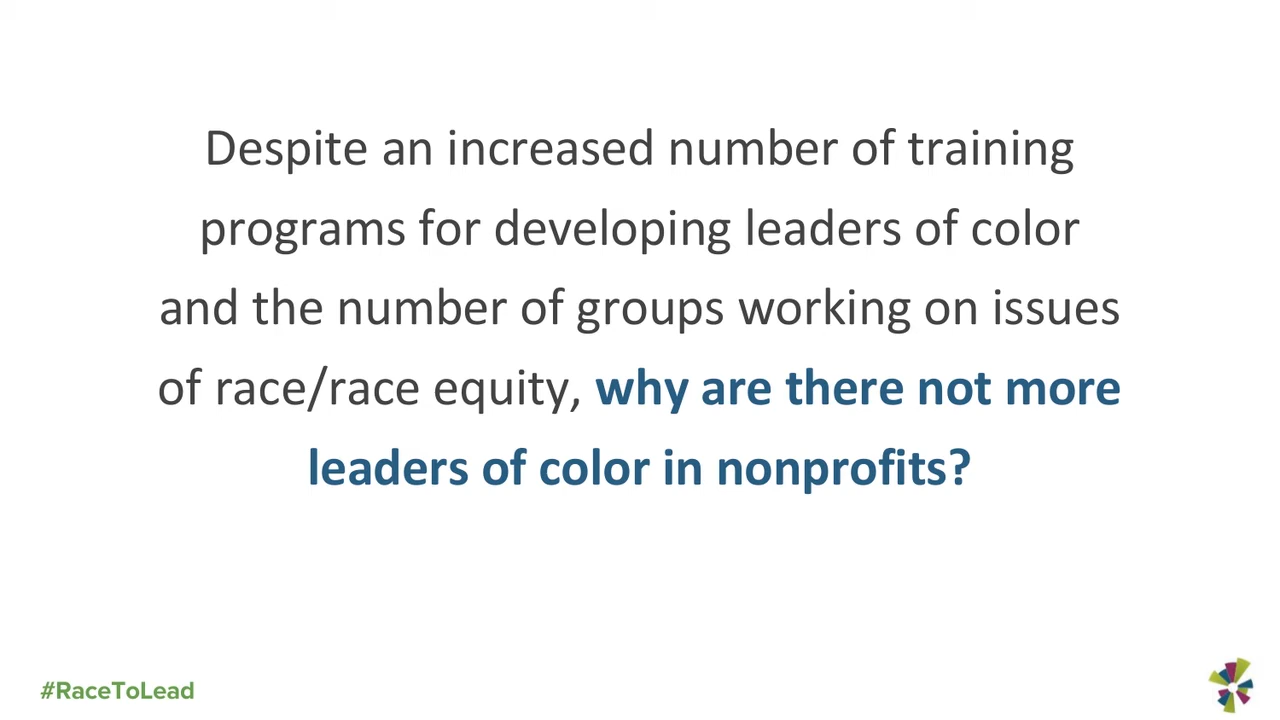 Despite an increased number of training
programs for developing leaders of color
and the number of groups working on issues
of race/race equity, why are there not more
leaders of color in nonprofits?
#RaceToLead